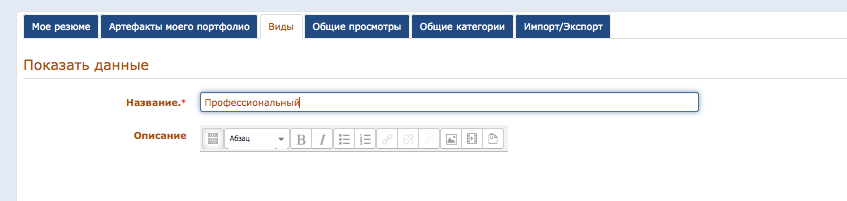 Мое резюме Артефакты моего портфолио Виды Общие просмотры Общие категории Импорт/Экспорт
Показать данные
Название.* Профессиональный
Описание Абзац B I